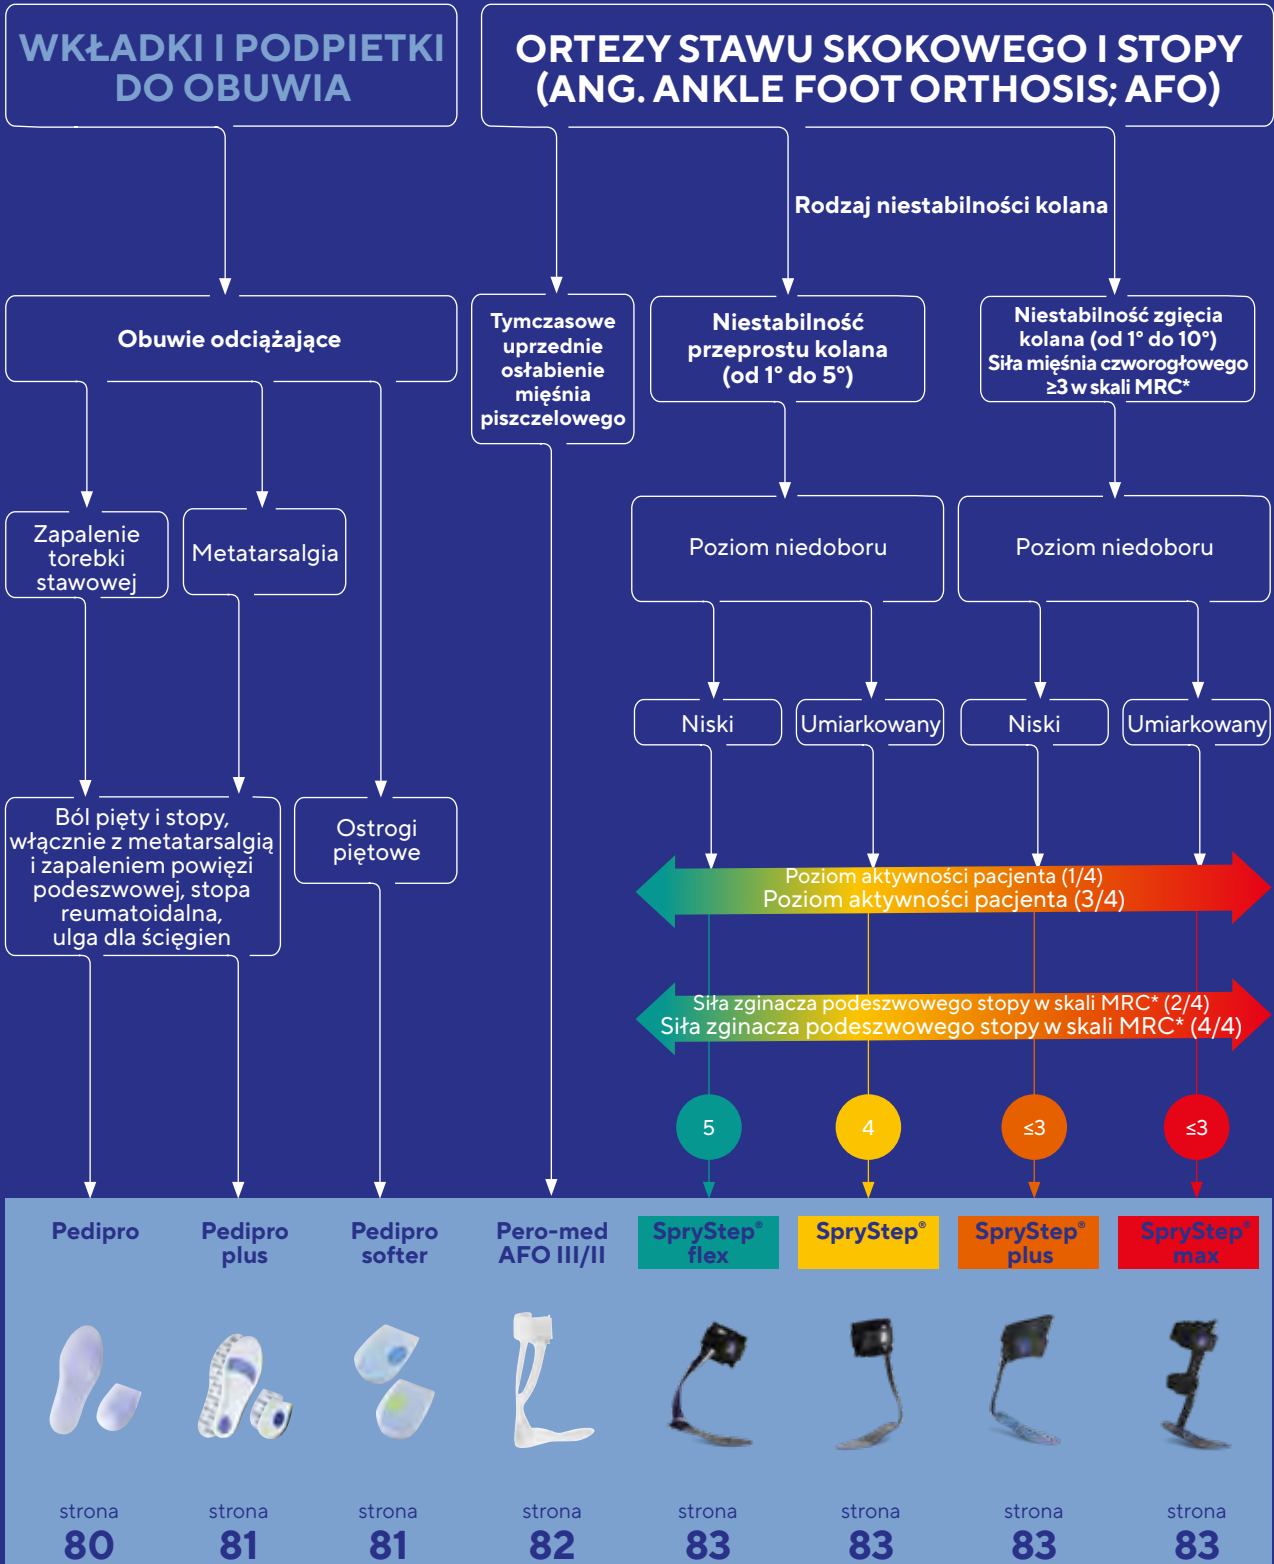 WKŁADKI I PODPIETKI
DO OBUWIA
ORTEZY STAWU SKOKOWEGO I STOPY
(ANG. ANKLE FOOT ORTHOSIS; AFO)
Rodzaj niestabilności kolana
Obuwie odciążające
Tymczasowe
uprzednie
osłabienie
mięśnia
piszczelowego
Niestabilność
przeprostu kolana
(od 1° do 5°)
Niestabilność zgięcia
kolana (od 1° do 10°)
Siła mięśnia czworogłowego
≥3 w skali MRC*
Zapalenie
torebki
stawowej
Metatarsalgia
Poziom niedoboru
Poziom niedoboru
Niski
Umiarkowany
Niski
Umiarkowany
Ból pięty i stopy,
włącznie z metatarsalgią
i zapaleniem powięzi
podeszwowej, stopa
reumatoidalna,
ulga dla ścięgien
Ostrogi
piętowe
Poziom aktywności pacjenta (1/4)
Poziom aktywności pacjenta (3/4)
Siła zginacza podeszwowego stopy w skali MRC* (2/4)
Siła zginacza podeszwowego stopy w skali MRC* (4/4)
5
4
≤3
≤3
Pedipro
Pedipro
plus
Pedipro
softer
Pero-med
AFO III/II
SpryStep®
flex
SpryStep®
SpryStep®
plus
SpryStep®
max
strona
80
strona
81
strona
81
strona
82
strona
83
strona
83
strona
83
strona
83